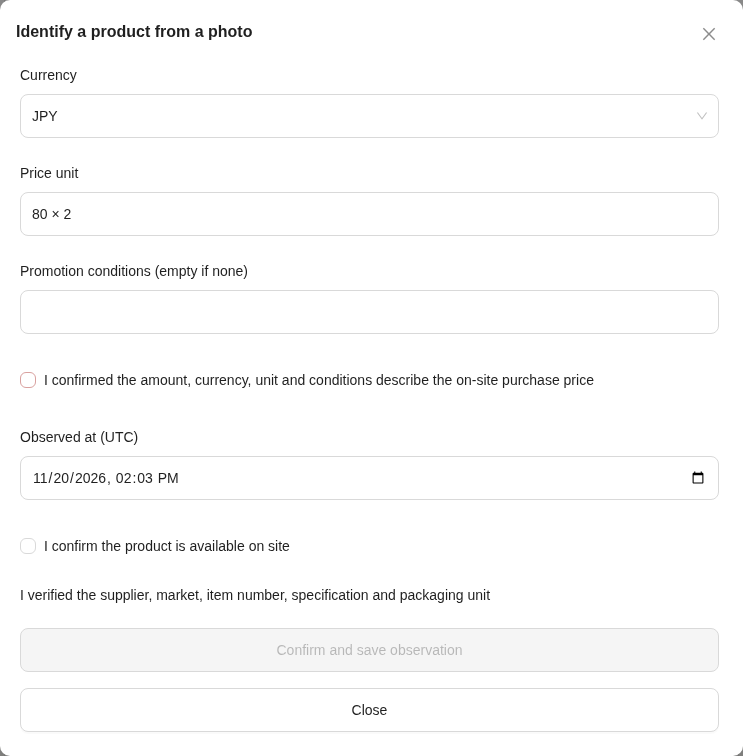 Identify a product from a photo
Currency
JPY
Price unit
80 × 2
Promotion conditions (empty if none)
I confirmed the amount, currency, unit and conditions describe the on-site purchase price
Observed at (UTC)
11/20/2026, 02:03 PM
I confirm the product is available on site
I verified the supplier, market, item number, specification and packaging unit
Confirm and save observation
Close